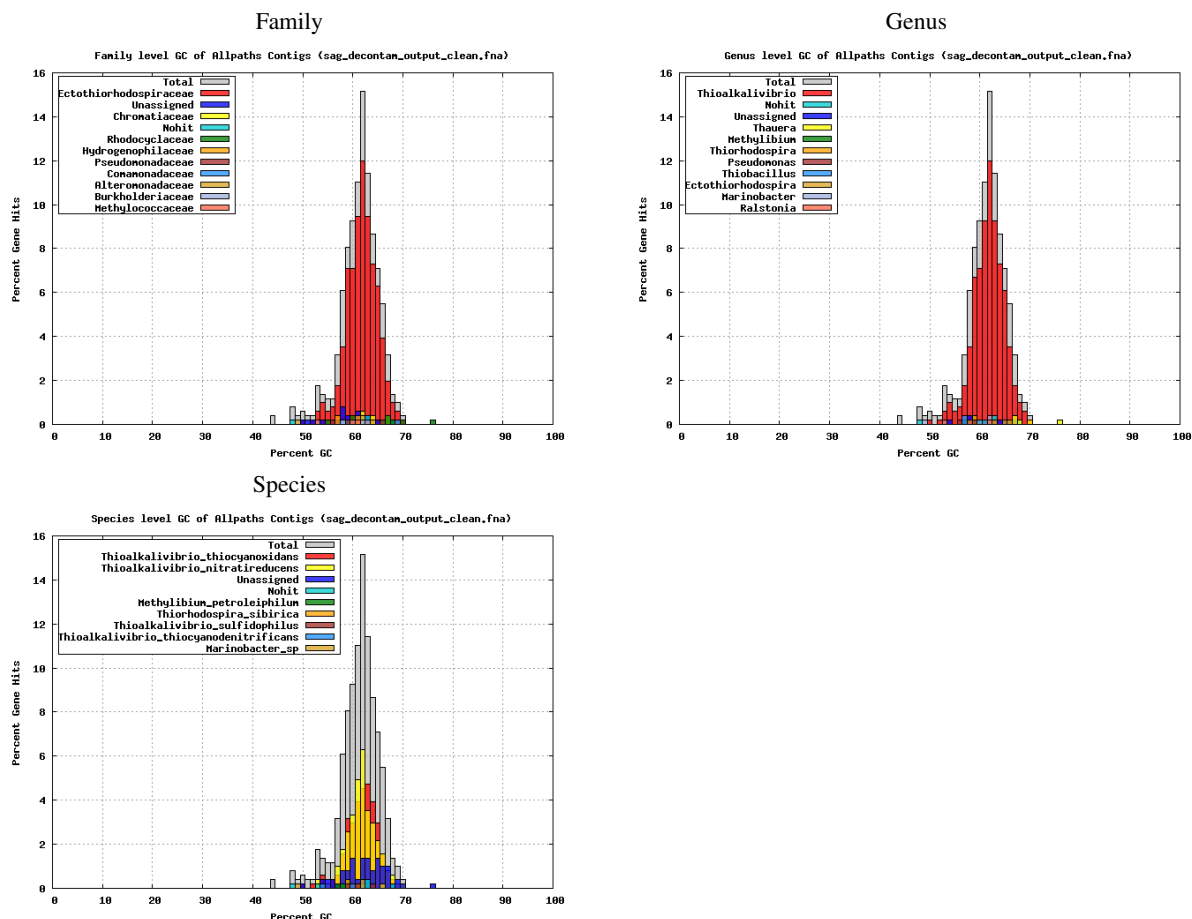 Family
Family level GC of Allpaths Contigs (sag_decontam_output_clean.fna)
Percent Gene Hits
16
14
12
10
8
6
4
2
0
Total
Ectothiorhodospiraceae
Unassigned
Chromatiaceae
Nohit
Rhodocyclaceae
Hydrogenophilaceae
Pseudomonadaceae
Comamonadaceae
Alteromonadaceae
Burkholderiaceae
Methylococcaceae
0 10 20 30 40 50 60 70 80 90 100
Percent GC
Genus
Genus level GC of Allpaths Contigs (sag_decontam_output_clean.fna)
Percent Gene Hits
16
14
12
10
8
6
4
2
0
Total
Thioalkalivibrio
Nohit
Unassigned
Thauera
Methylibium
Thiorhodospira
Pseudomonas
Thiobacillus
Ectothiorhodospira
Marinobacter
Ralstonia
0 10 20 30 40 50 60 70 80 90 100
Percent GC
Species
Species level GC of Allpaths Contigs (sag_decontam_output_clean.fna)
Percent Gene Hits
16
14
12
10
8
6
4
2
0
Total
Thioalkalivibrio_thiocyanoxidans
Thioalkalivibrio_nitratireducens
Unassigned
Nohit
Methylibium_petroleiphilum
Thiorhodospira_sibirica
Thioalkalivibrio_sulfidophilus
Thioalkalivibrio_thiocyanodenitrificans
Marinobacter_sp
0 10 20 30 40 50 60 70 80 90 100
Percent GC